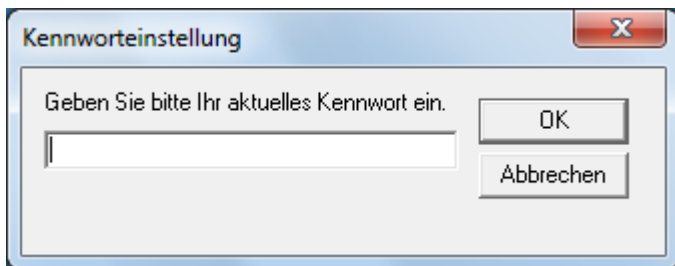 Kennworteinstellung
Geben Sie bitte Ihr aktuelles Kennwort ein.
OK
Abbrechen